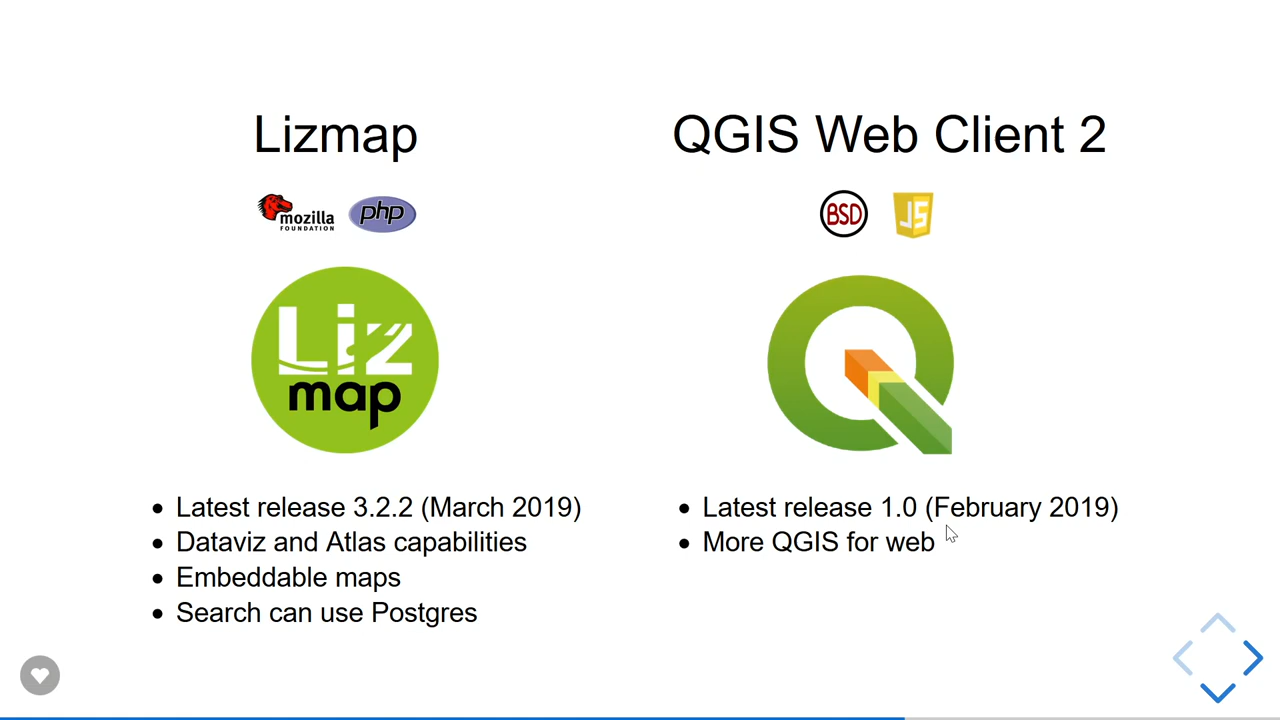 Lizmap
mozilla
FOUNDATION
php
Liz
map
Latest release 3.2.2 (March 2019)
Dataviz and Atlas capabilities
Embeddable maps
Search can use Postgres
QGIS Web Client 2
BSD
JS
Latest release 1.0 (February 2019)
More QGIS for web